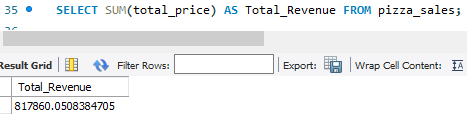 35 SELECT SUM(total_price) AS Total_Revenue FROM pizza_sales;
Result Grid Filter Rows: Export: Wrap Cell Content:
Total_Revenue
817860.0508384705